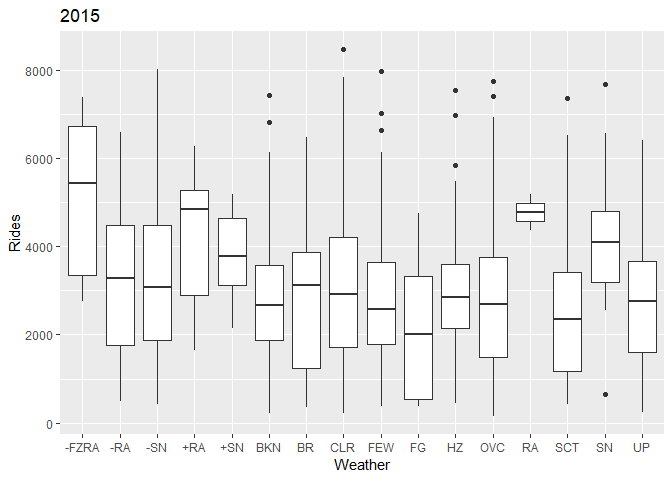 2015
Rides
8000
6000
4000
2000
0
-FZRA -RA -SN +RA +SN BKN BR CLR FEW FG HZ OVC RA SCT SN UP
Weather